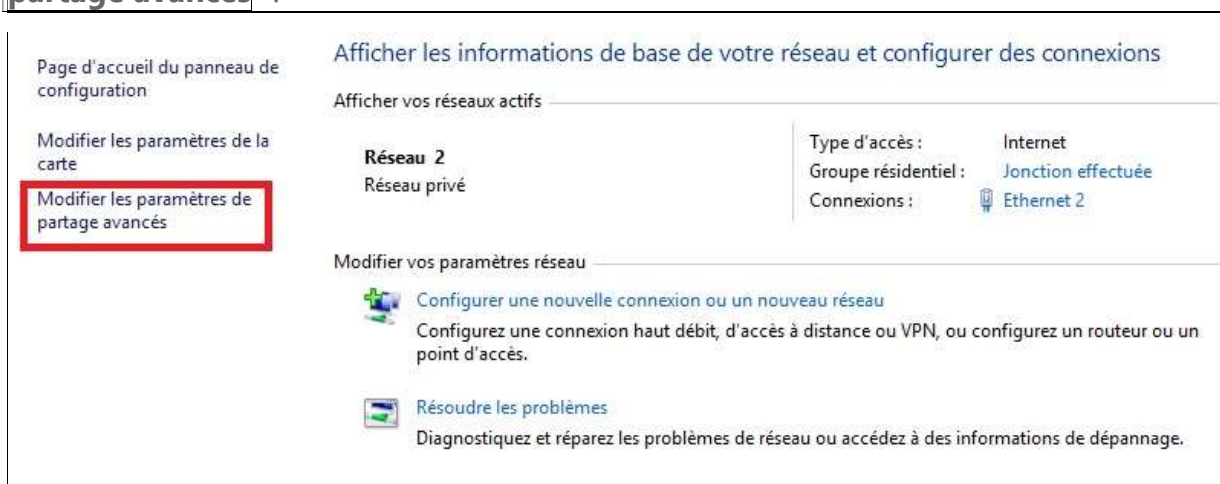 partage avancés
Page d'accueil du panneau de
configuration
Modifier les paramètres de la
carte
Modifier les paramètres de
partage avancés
Afficher les informations de base de votre réseau et configurer des connexions
Afficher vos réseaux actifs
Réseau 2
Réseau privé
Type d'accès : Internet
Groupe résidentiel : Jonction effectuée
Connexions : Ethernet 2
Modifier vos paramètres réseau
Configurer une nouvelle connexion ou un nouveau réseau
Configurez une connexion haut débit, d'accès à distance ou VPN, ou configurez un routeur ou un
point d'accès.
Résoudre les problèmes
Diagnostiquez et réparez les problèmes de réseau ou accédez à des informations de dépannage.